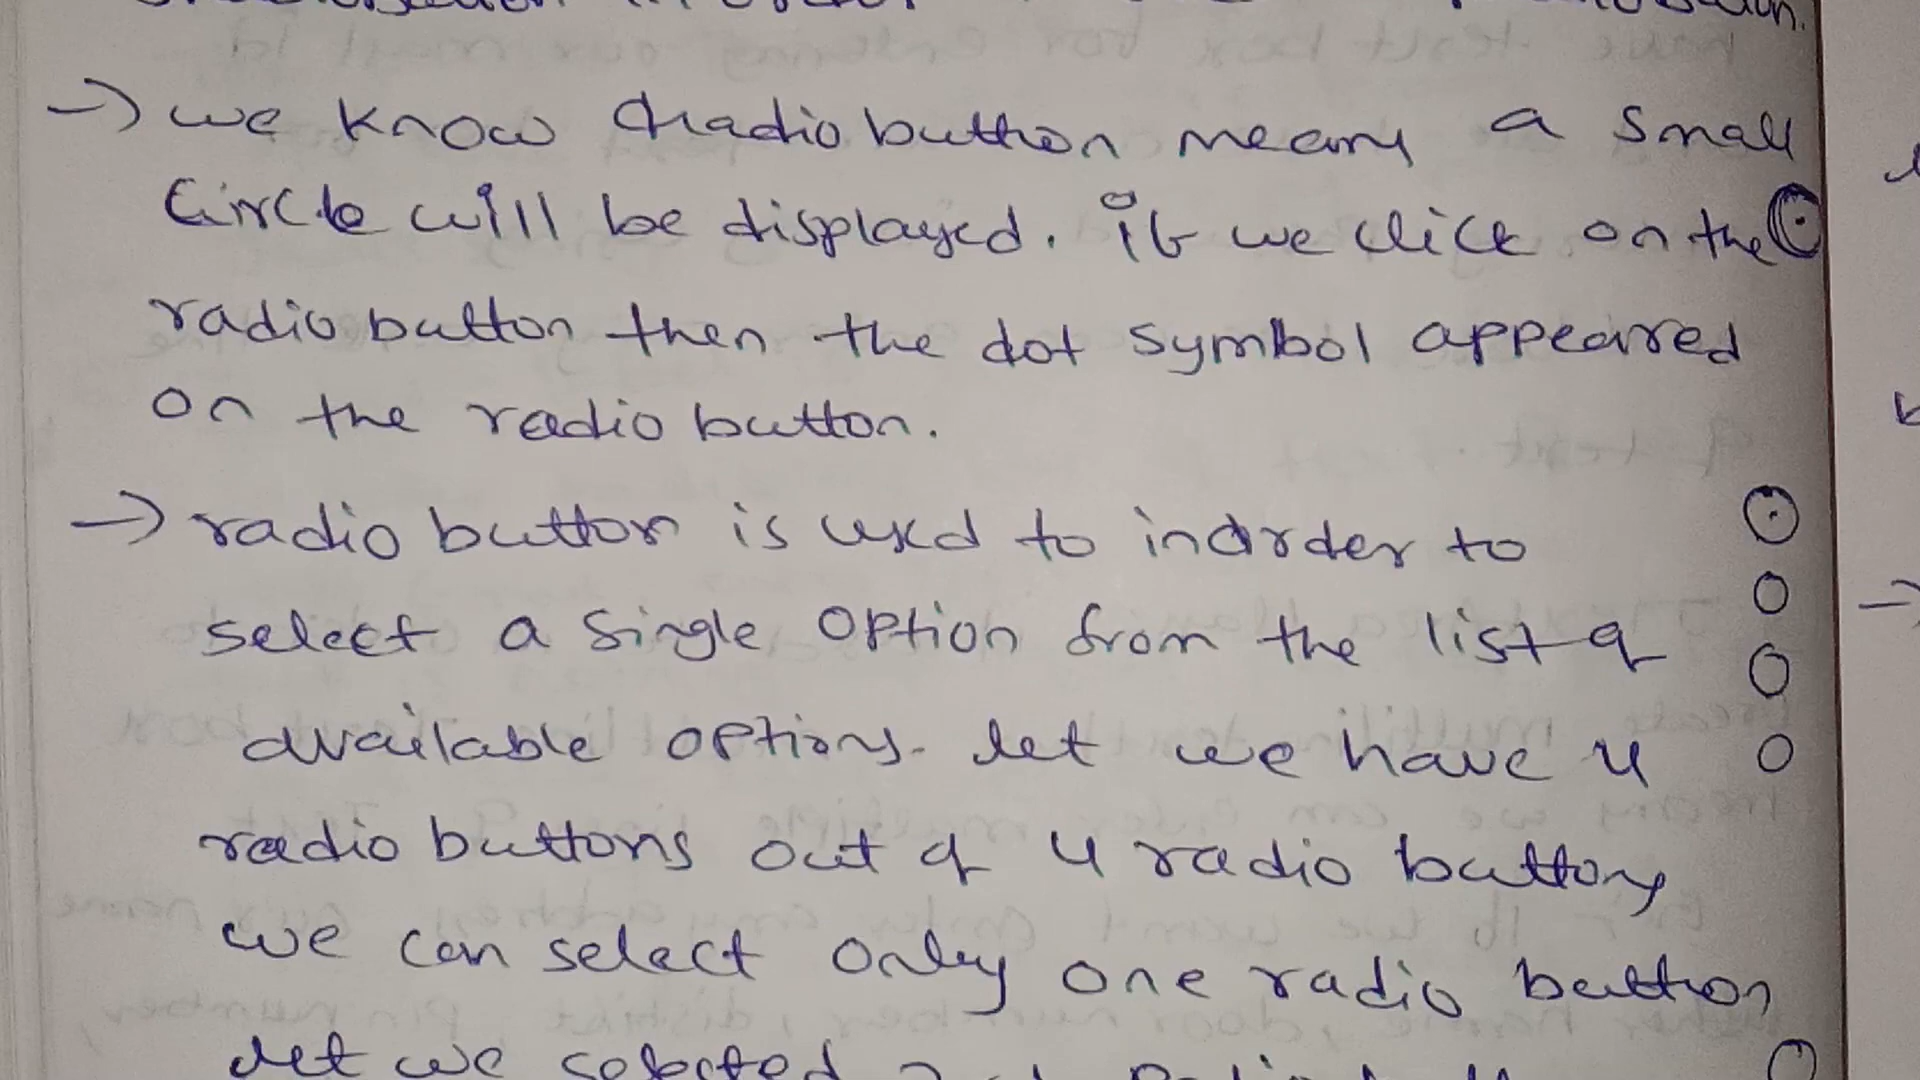 → we know radio button means a small
Circle will be displayed. if we click on the
radio button then the dot symbol appeared
on the radio button.
→ radio button is used to inorder to
select a single option from the list of
available options. let we have 4
radio buttons out of 4 radio buttons
we can select only one radio button
let we selected